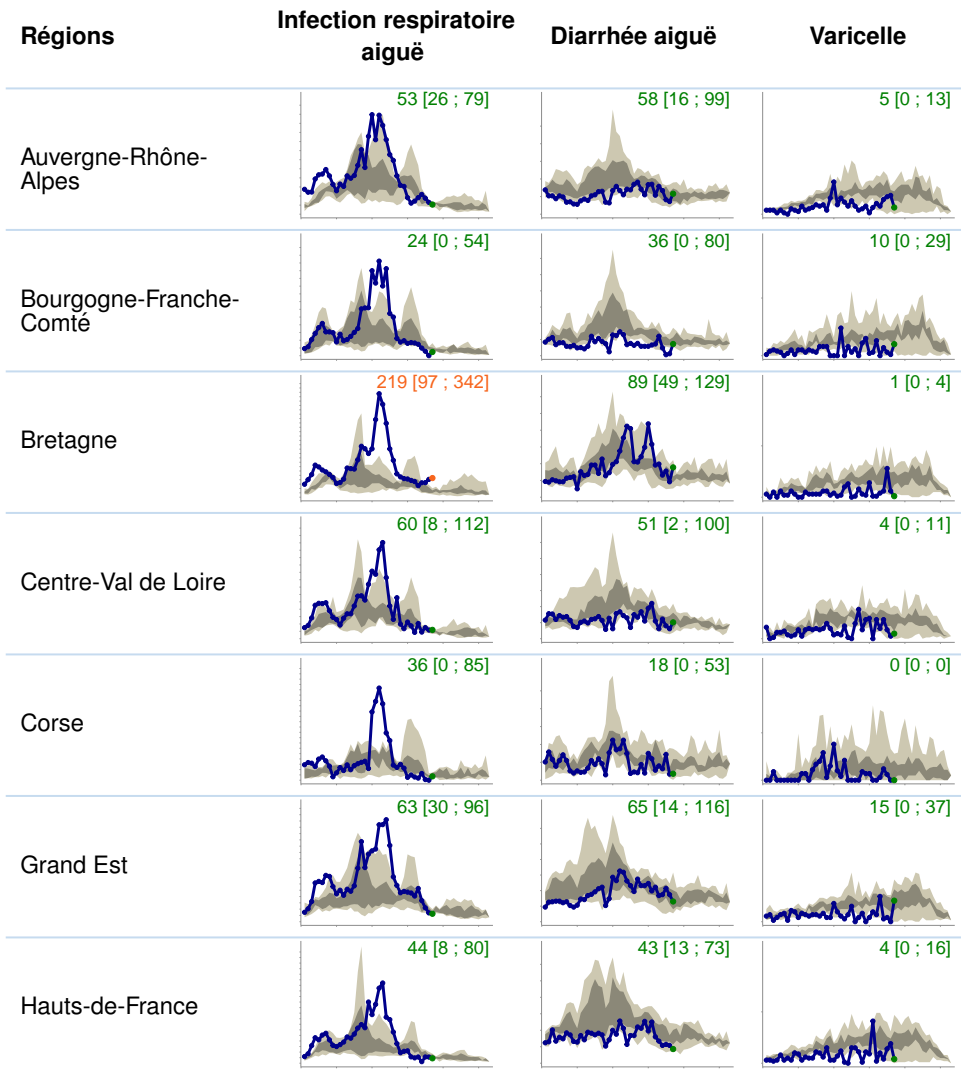 Régions
Infection respiratoire
aiguë
Diarrhée aiguë
Varicelle
Auvergne-Rhône-
Alpes
53 [26 ; 79]
58 [16 ; 99]
5 [0 ; 13]
Bourgogne-Franche-
Comté
24 [0 ; 54]
36 [0 ; 80]
10 [0 ; 29]
Bretagne
219 [97 ; 342]
89 [49 ; 129]
1 [0 ; 4]
Centre-Val de Loire
60 [8 ; 112]
51 [2 ; 100]
4 [0 ; 11]
Corse
36 [0 ; 85]
18 [0 ; 53]
0 [0 ; 0]
Grand Est
63 [30 ; 96]
65 [14 ; 116]
15 [0 ; 37]
Hauts-de-France
44 [8 ; 80]
43 [13 ; 73]
4 [0 ; 16]